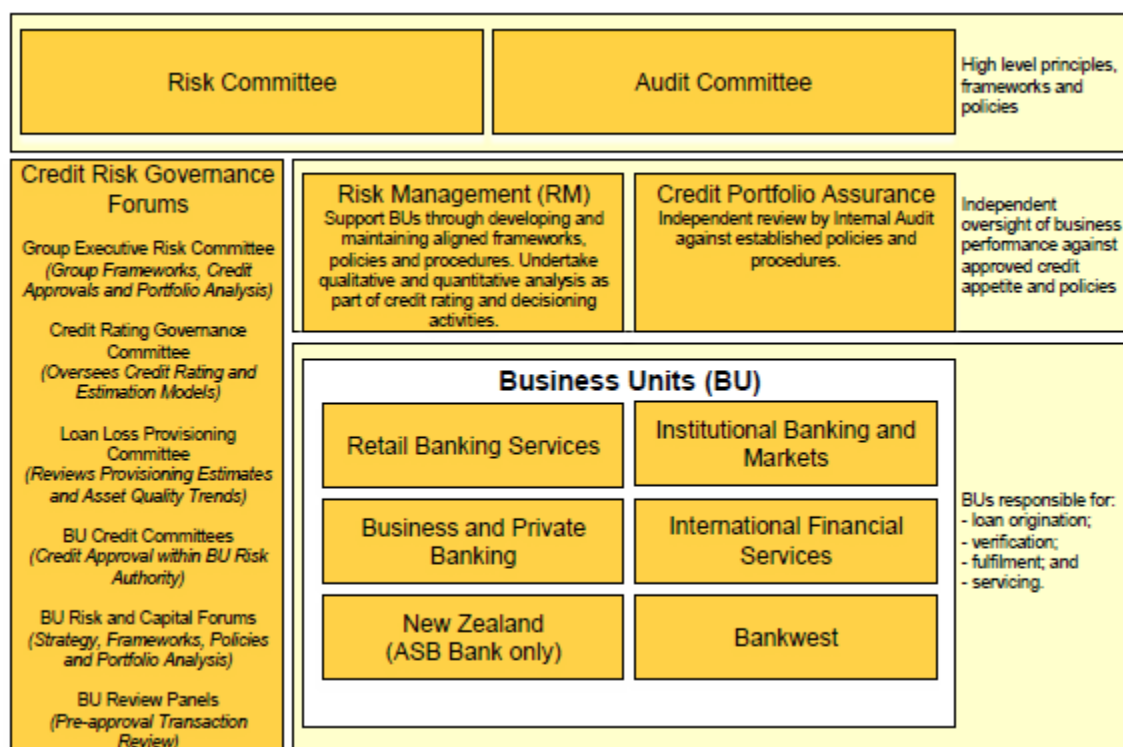 Risk Committee
Audit Committee
High level principles,
frameworks and
policies
Credit Risk Governance
Forums
Group Executive Risk Committee
(Group Frameworks, Credit
Approvals and Portfolio Analysis)
Credit Rating Governance
Committee
(Oversees Credit Rating and
Estimation Models)
Loan Loss Provisioning
Committee
(Reviews Provisioning Estimates
and Asset Quality Trends)
BU Credit Committees
(Credit Approval within BU Risk
Authority)
BU Risk and Capital Forums
(Strategy, Frameworks, Policies
and Portfolio Analysis)
BU Review Panels
(Pre-approval Transaction
Review)
Risk Management (RM)
Support BUs through developing and
maintaining aligned frameworks,
policies and procedures. Undertake
qualitative and quantitative analysis as
part of credit rating and decisioning
activities.
Credit Portfolio Assurance
Independent review by Internal Audit
against established policies and
procedures.
Independent
oversight of business
performance against
approved credit
appetite and policies
Business Units (BU)
Retail Banking Services
Institutional Banking and
Markets
Business and Private
Banking
International Financial
Services
New Zealand
(ASB Bank only)
Bankwest
BUs responsible for:
- loan origination;
- verification;
- fulfilment; and
- servicing.